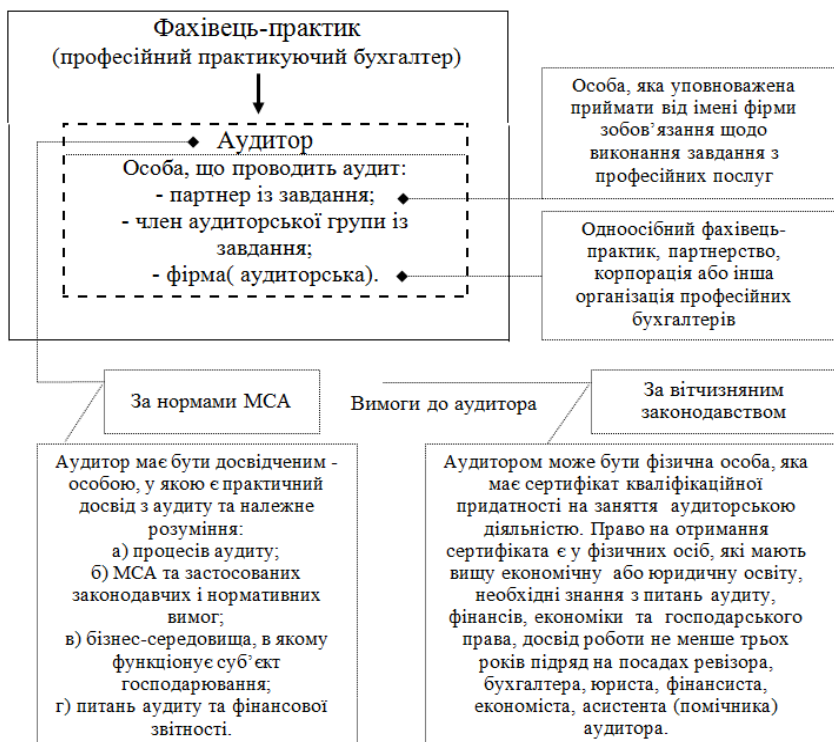 Фахівець-практик
(професійний практикуючий бухгалтер)
Аудитор
Особа, що проводить аудит:
- партнер із завдання;
- член аудиторської групи із
завдання;
- фірма( аудиторська).
Особа, яка уповноважена
приймати від імені фірми
зобов’язання щодо
виконання завдання з
професійних послуг
Одноосібний фахівець-
практик, партнерство,
корпорація або інша
організація професійних
бухгалтерів
За нормами МСА
Вимоги до аудитора
За вітчизняним
законодавством
Аудитор має бути досвідченим -
особою, у якою є практичний
досвід з аудиту та належне
розуміння:
а) процесів аудиту;
б) МСА та застосованих
законодавчих і нормативних
вимог;
в) бізнес-середовища, в якому
функціонує суб’єкт
господарювання;
г) питань аудиту та фінансової
звітності.
Аудитором може бути фізична особа, яка
має сертифікат кваліфікаційної
придатності на заняття аудиторською
діяльністю. Право на отримання
сертифіката є у фізичних осіб, які мають
вищу економічну або юридичну освіту,
необхідні знання з питань аудиту,
фінансів, економіки та господарського
права, досвід роботи не менше трьох
років підряд на посадах ревізора,
бухгалтера, юриста, фінансиста,
економіста, асистента (помічника)
аудитора.